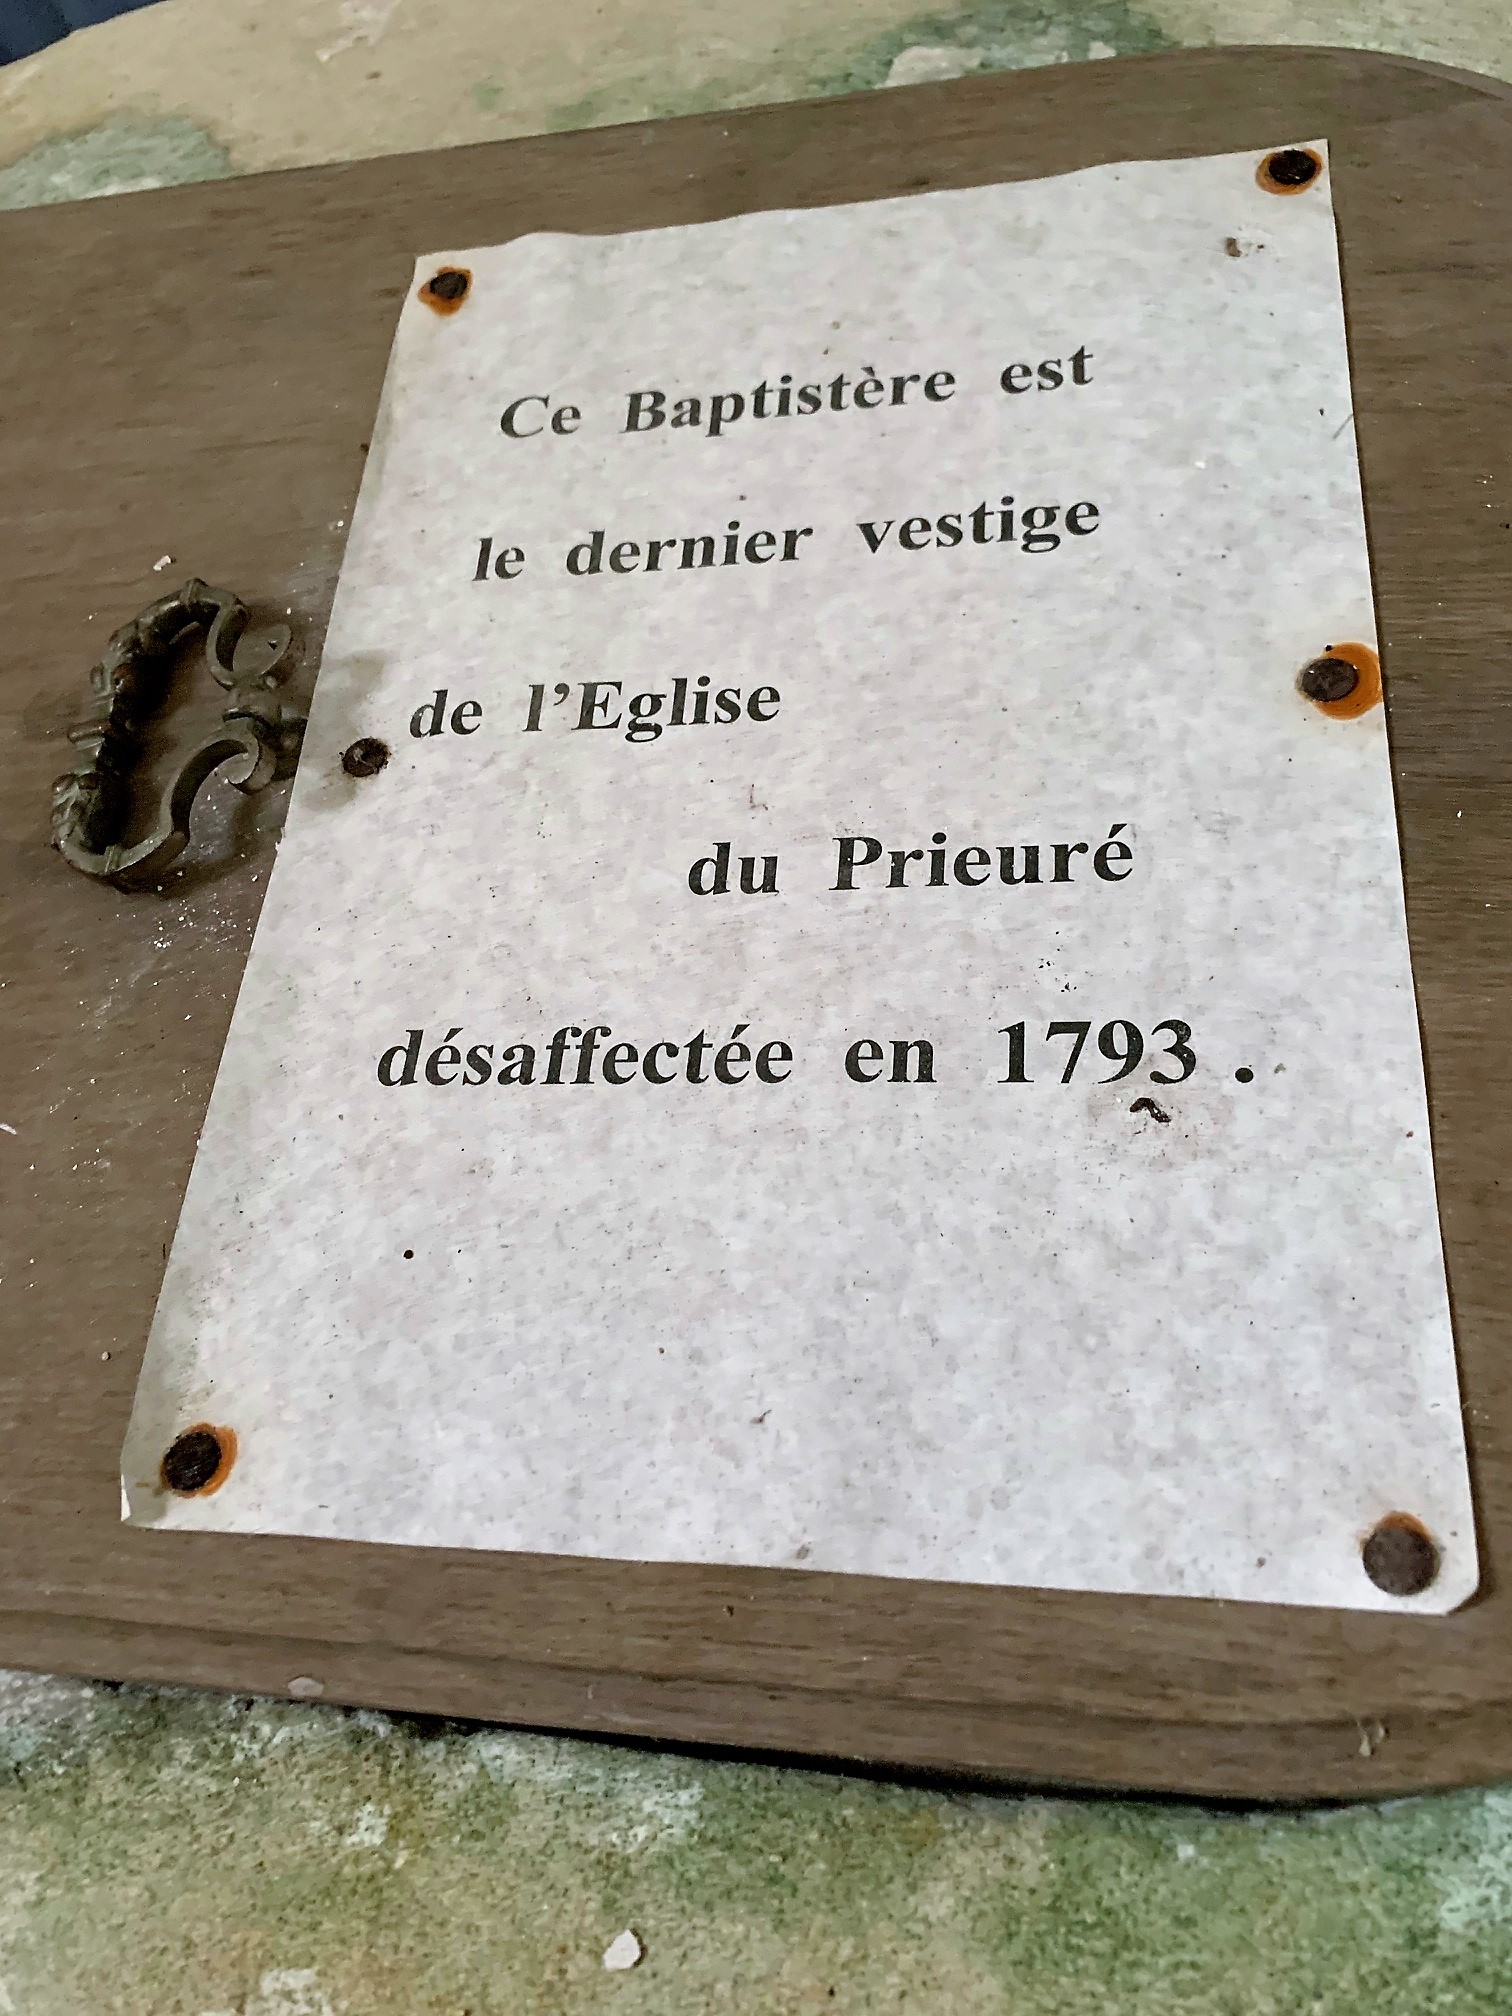 Ce Baptistère est
le dernier vestige
de l'Eglise
du Prieuré
désaffectée en 1793 .